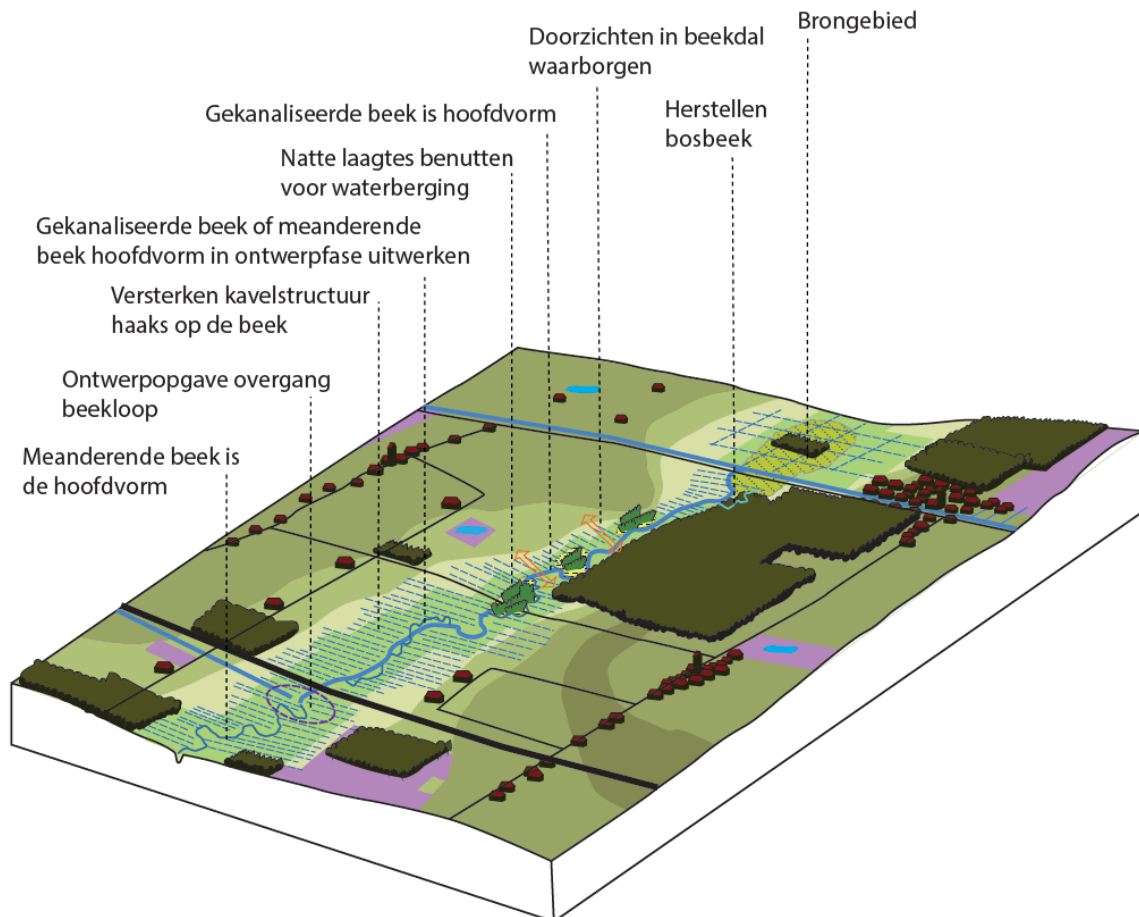 Brongebied
Doorzichten in beekdal
waarborgen
Herstellen
bosbeek
Gekanaliseerde beek is hoofdvorm
Natte laagtes benutten
voor waterberging
Gekanaliseerde beek of meanderende
beek hoofdvorm in ontwerpfase uitwerken
Versterken kavelstructuur
haaks op de beek
Ontwerpopgave overgang
beekloop
Meanderende beek is
de hoofdvorm